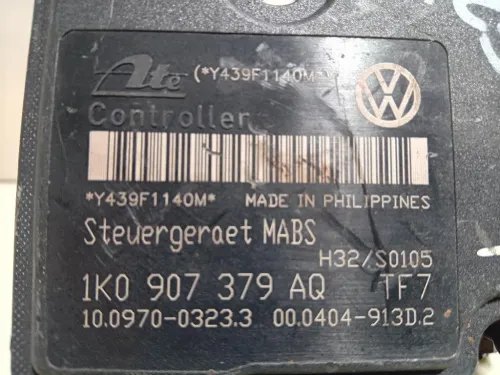 Ate (*Y439F1140M*)
Controller
*Y439F1140M* MADE IN PHILIPPINES
Steuergeraet MABS
H32/S0105
1K0 907 379 AQ TF7
10.0970-0323.3 00.0404-913D.2